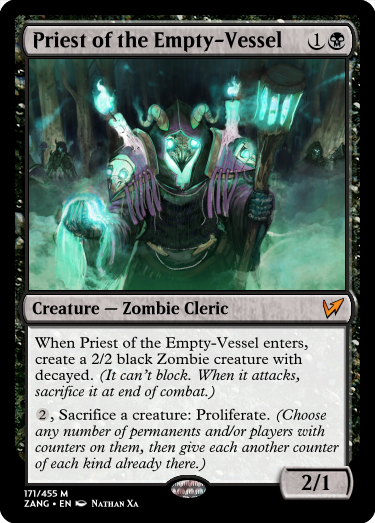 Priest of the Empty-Vessel 1
Creature — Zombie Cleric
When Priest of the Empty-Vessel enters,
create a 2/2 black Zombie creature with
decayed. (It can't block. When it attacks,
sacrifice it at end of combat.)
2, Sacrifice a creature: Proliferate. (Choose
any number of permanents and/or players with
counters on them, then give each another counter
of each kind already there.)
2/1
171/455 M
ZANG • EN Nathan Xa